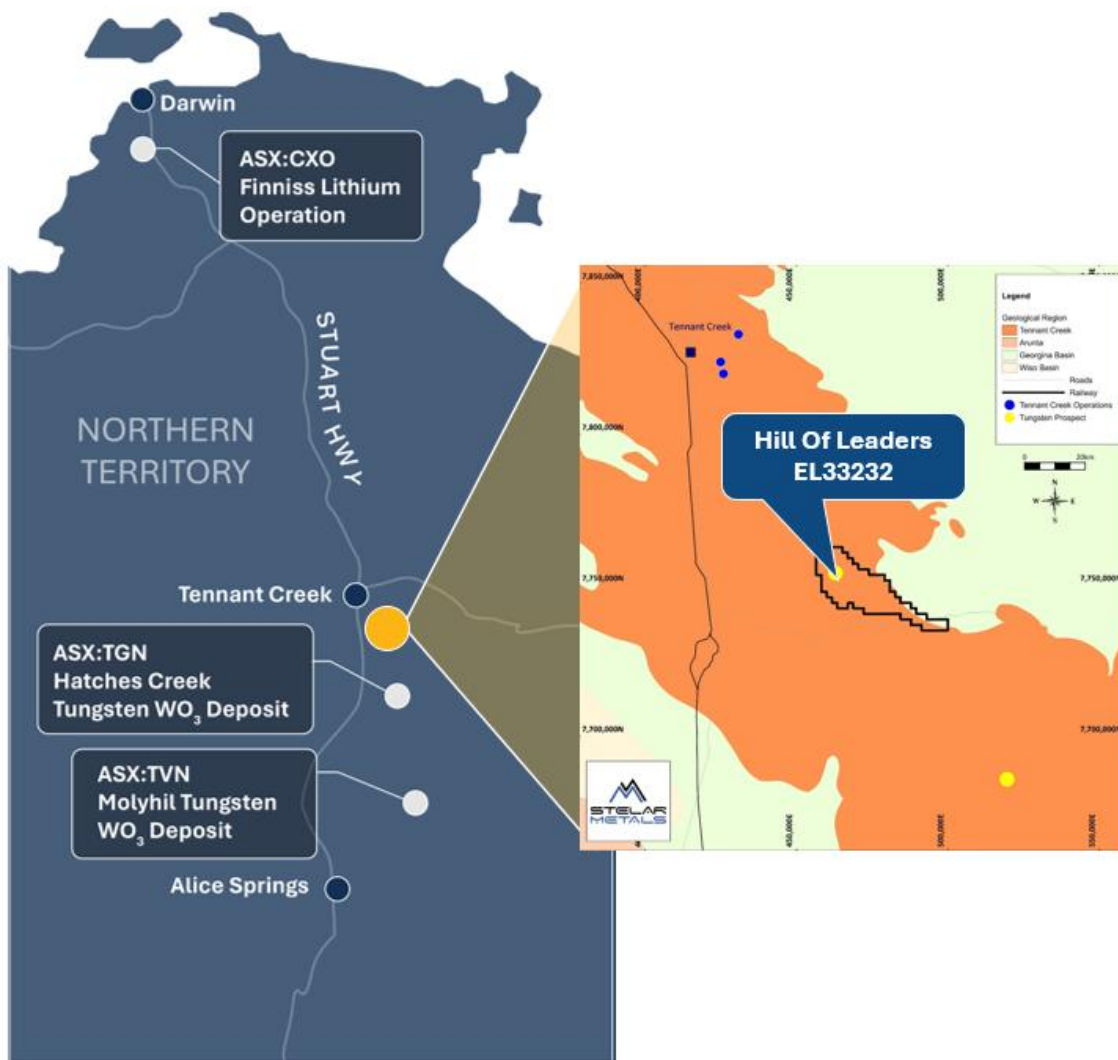 Darwin
ASX:CXO
Finniss Lithium
Operation
STUART HWY
NORTHERN
TERRITORY
Tennant Creek
ASX:TGN
Hatches Creek
Tungsten WO₃ Deposit
ASX:TVN
Molyhil Tungsten
WO₃ Deposit
Alice Springs
7,850,000N
450,000E
500,000E
Tennant Creek
Legend
Geological Region
Tennant Creek
Arunta
Georgina Basin
Wiso Basin
Roads
Railway
Tennant Creek Operations
Tungsten Prospect
0 20km
N
W E
S
7,800,000N
Hill Of Leaders
EL33232
7,750,000N
7,750,000N
7,700,000N
7,700,000N
STELAR
METALS
450,000E
500,000E
550,000E